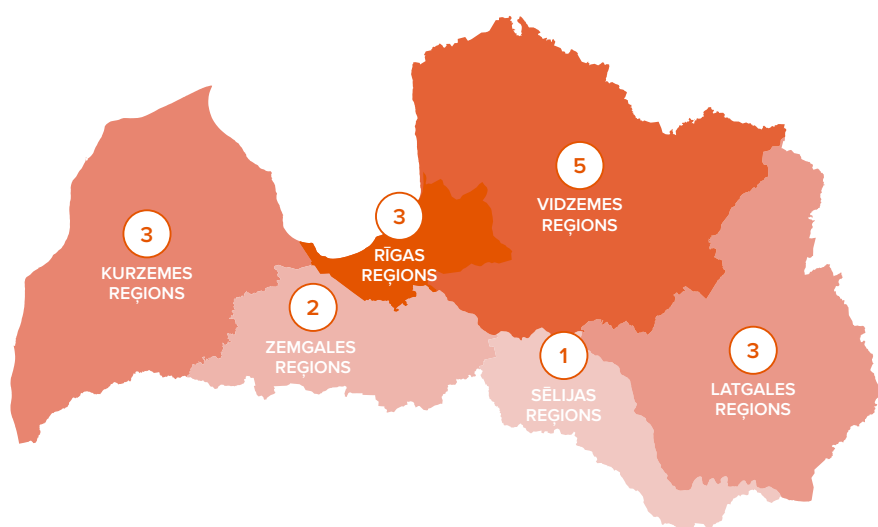 5
VIDZEMES
REĢIONS
3
RĪGAS
REĢIONS
3
KURZEMES
REĢIONS
2
ZEMGALES
REĢIONS
1
SĒLIJAS
REĢIONS
3
LATGALES
REĢIONS